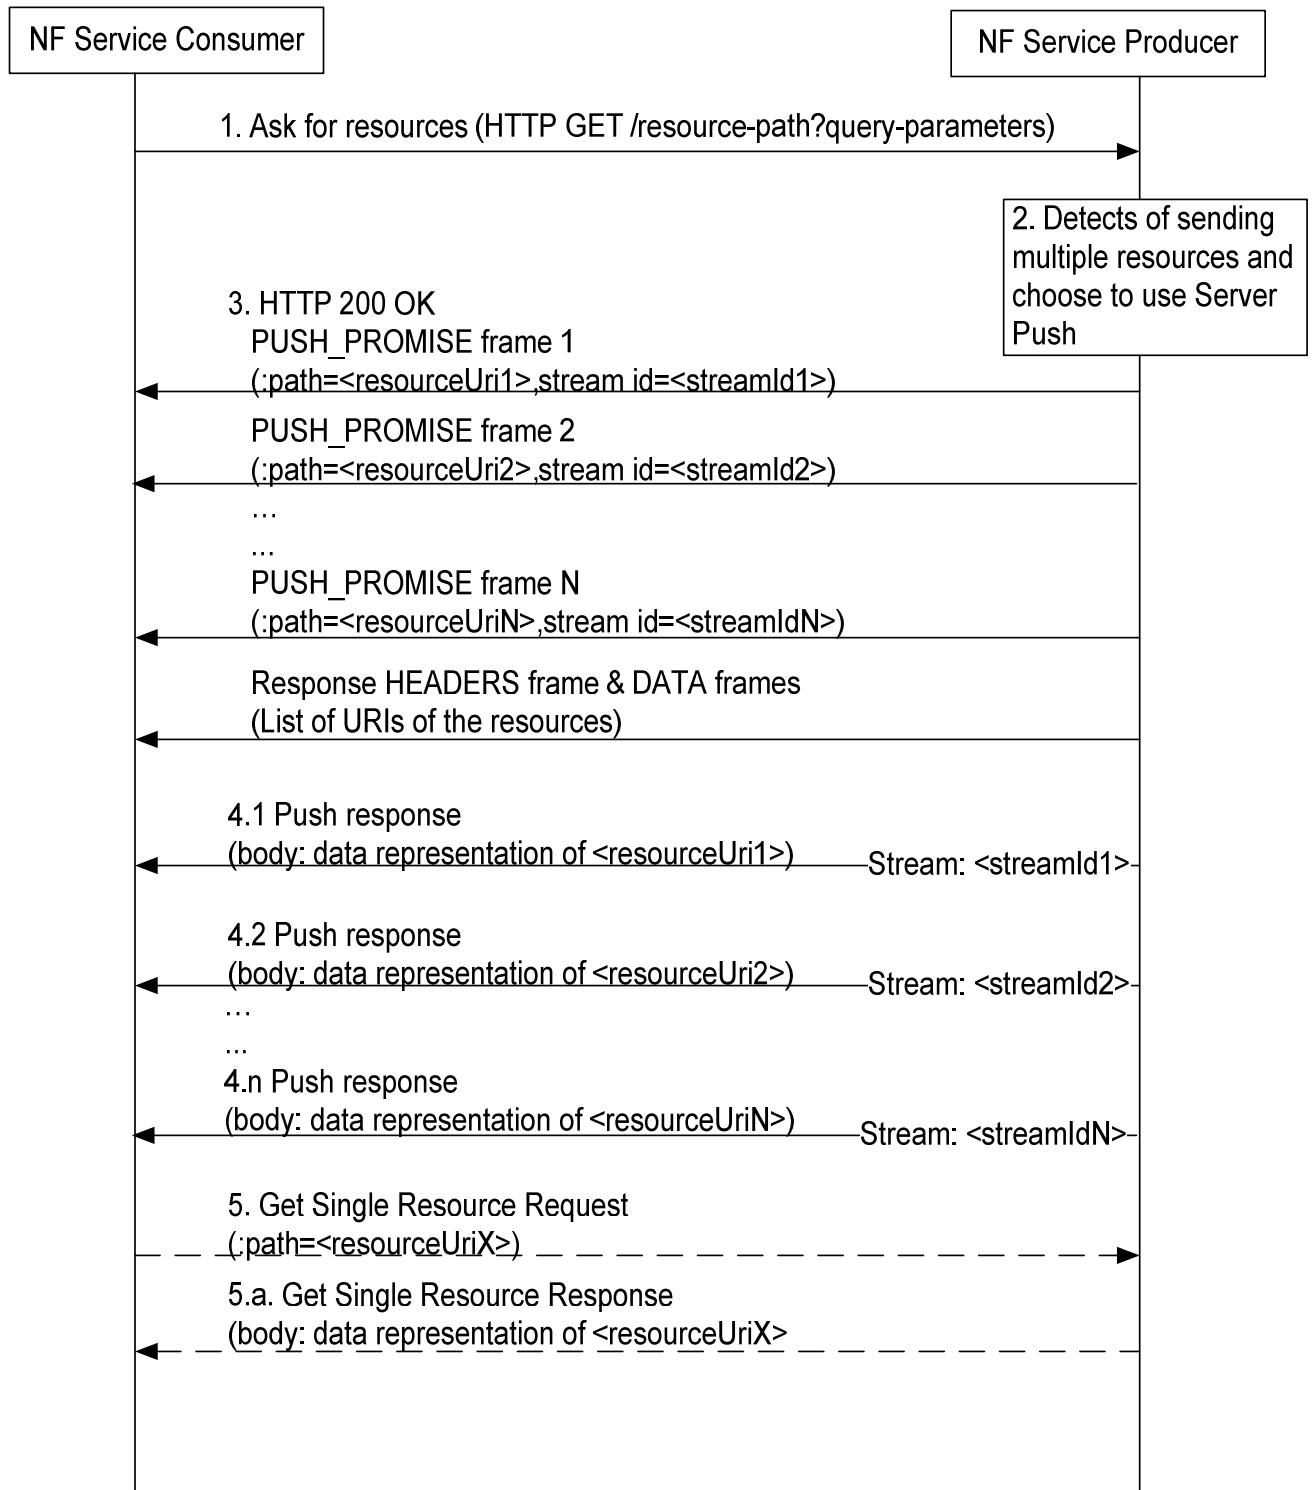 NF Service Consumer
NF Service Producer
1. Ask for resources (HTTP GET /resource-path?query-parameters)
2. Detects of sending
multiple resources and
choose to use Server
Push
3. HTTP 200 OK
PUSH_PROMISE frame 1
(:path=<resourceUri1>,stream id=<streamId1>)
PUSH_PROMISE frame 2
(:path=<resourceUri2>,stream id=<streamId2>)
...
...
PUSH_PROMISE frame N
(:path=<resourceUriN>,stream id=<streamIdN>)
Response HEADERS frame & DATA frames
(List of URIs of the resources)
4.1 Push response
(body: data representation of <resourceUri1>)
Stream: <streamId1>
4.2 Push response
(body: data representation of <resourceUri2>)
Stream: <streamId2>
...
...
4.n Push response
(body: data representation of <resourceUriN>)
Stream: <streamIdN>
5. Get Single Resource Request
(:path=<resourceUriX>)
5.a. Get Single Resource Response
(body: data representation of <resourceUriX>